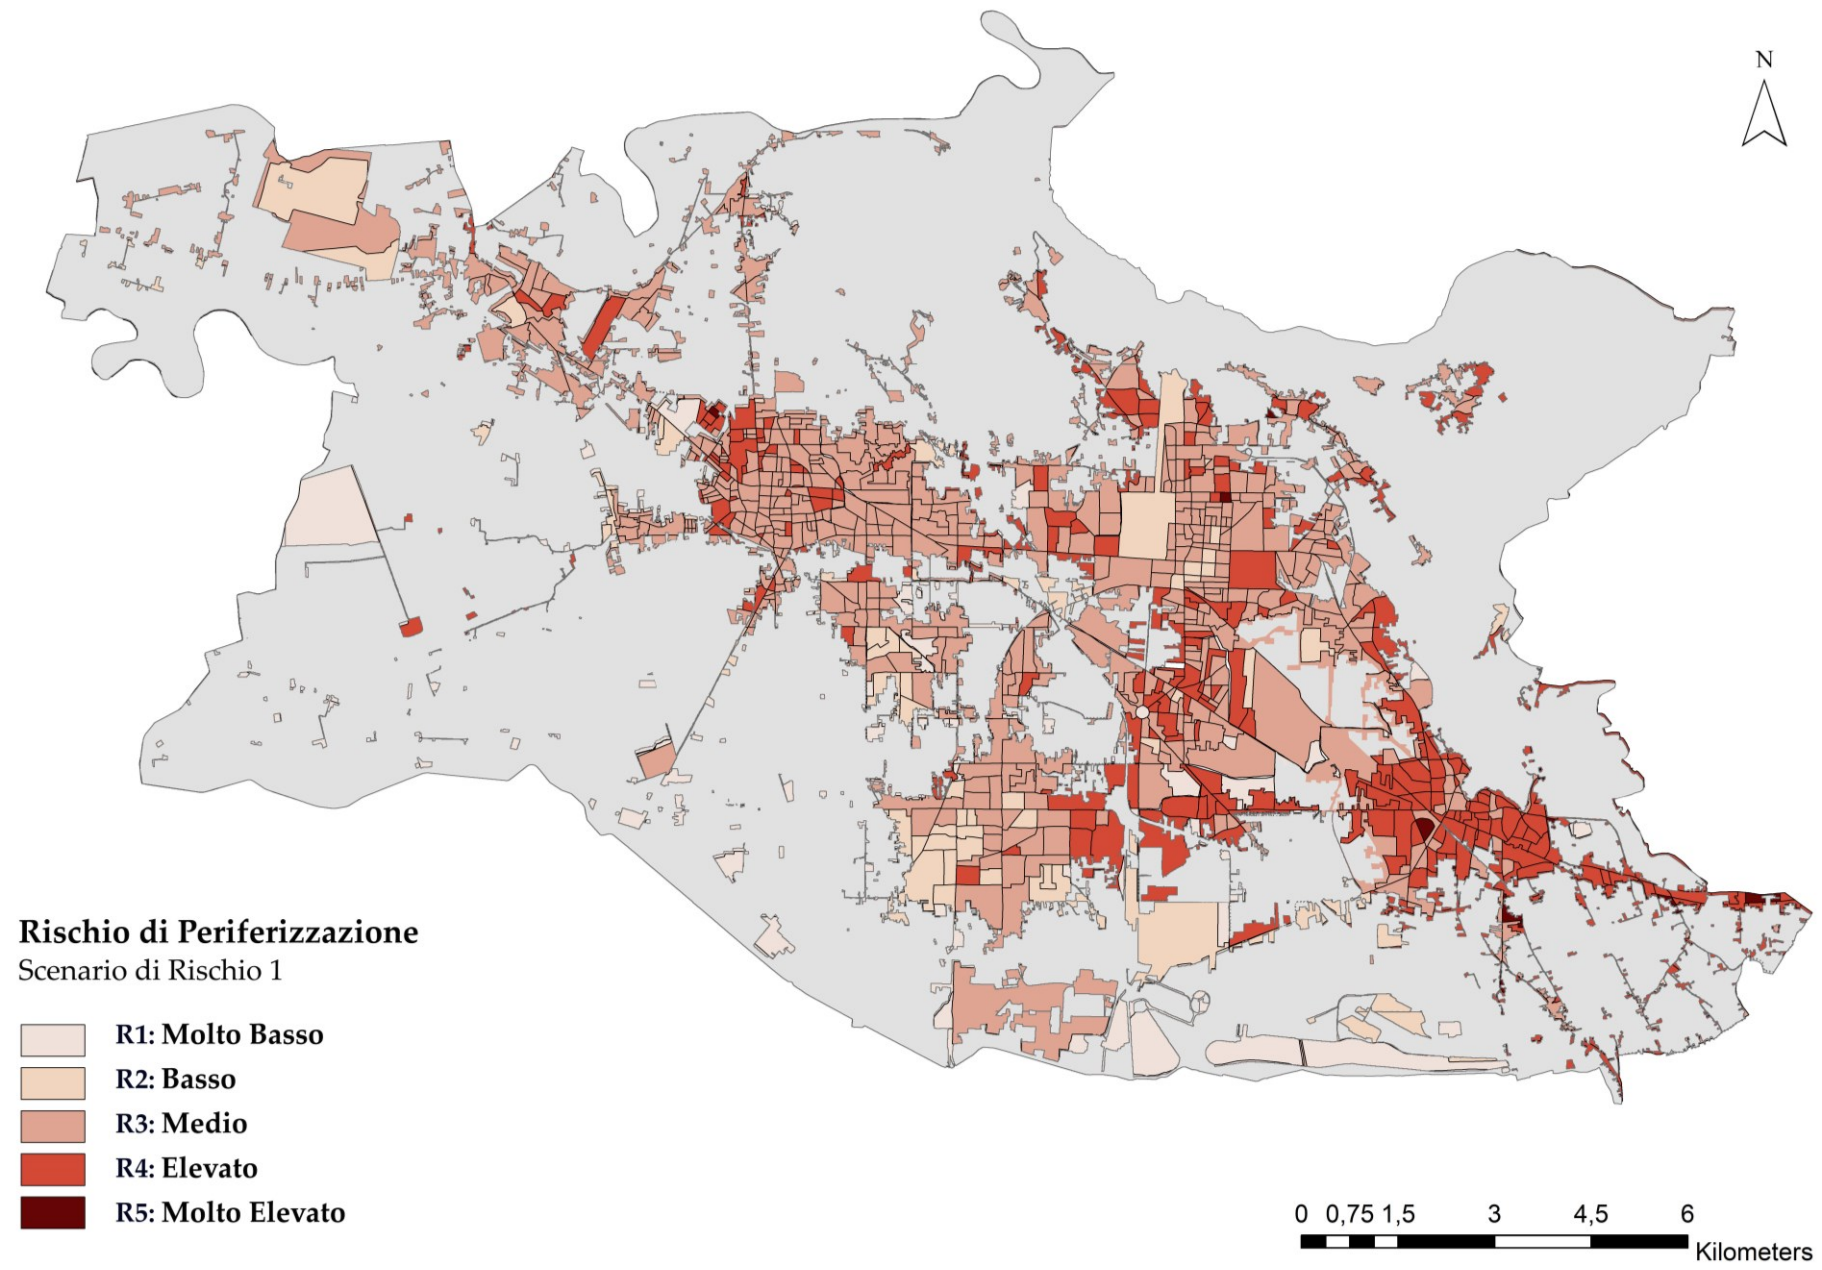 N
Rischio di Periferizzazione
Scenario di Rischio 1
R1: Molto Basso
R2: Basso
R3: Medio
R4: Elevato
R5: Molto Elevato
0 0,75 1,5 3 4,5 6
Kilometers